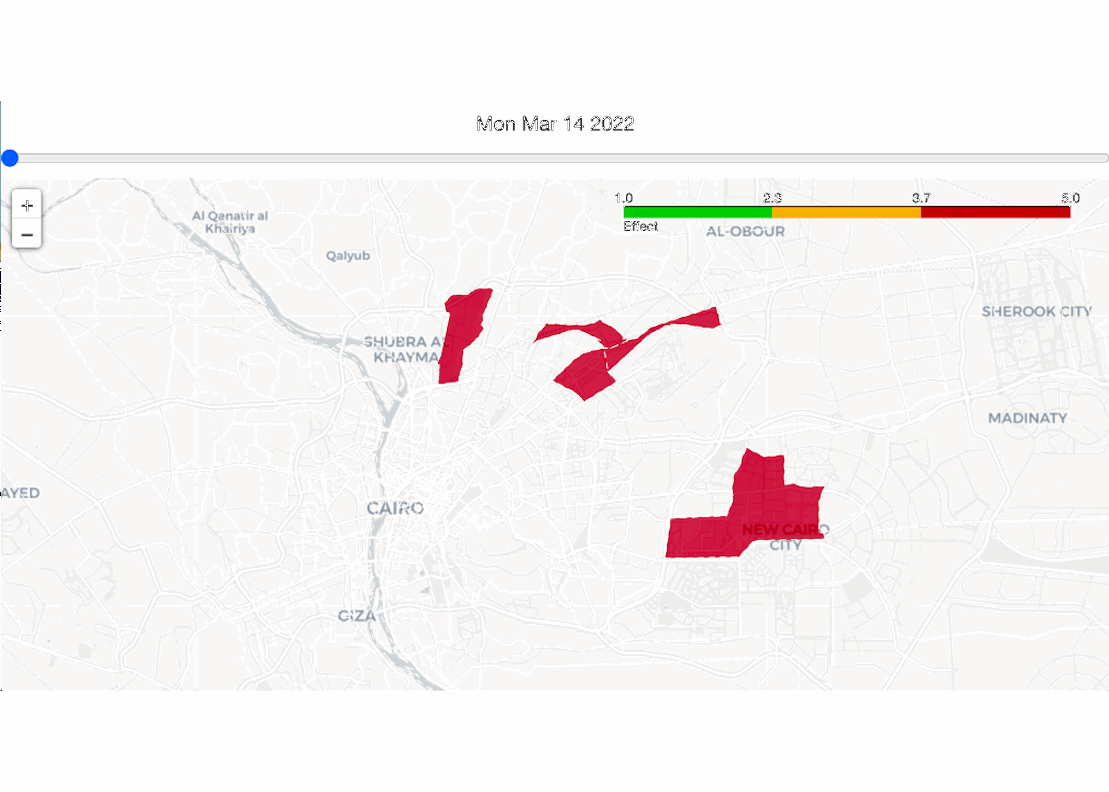 Mon Mar 14 2022
+
−
1.0 2.3 3.7 5.0
Effect
Al Qanatir al
Khairiya
AL-OBOUR
Qalyub
SHEROOK CITY
SHUBRA AL
KHAYMA
MADINATY
AYED
CAIRO
NEW CAIRO
CITY
GIZA